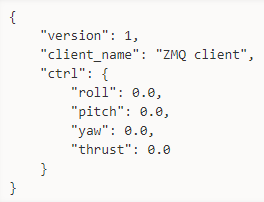 {
    "version": 1,
    "client_name": "ZMQ client",
    "ctrl": {
        "roll": 0.0,
        "pitch": 0.0,
        "yaw": 0.0,
        "thrust": 0.0
    }
}